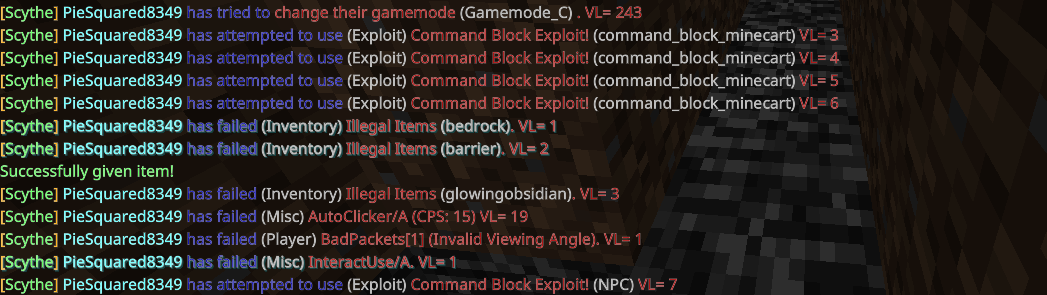 [Scythe] PieSquared8349 has tried to change their gamemode (Gamemode_C) . VL= 243
[Scythe] PieSquared8349 has attempted to use (Exploit) Command Block Exploit! (command_block_minecart) VL= 3
[Scythe] PieSquared8349 has attempted to use (Exploit) Command Block Exploit! (command_block_minecart) VL= 4
[Scythe] PieSquared8349 has attempted to use (Exploit) Command Block Exploit! (command_block_minecart) VL= 5
[Scythe] PieSquared8349 has attempted to use (Exploit) Command Block Exploit! (command_block_minecart) VL= 6
[Scythe] PieSquared8349 has failed (Inventory) Illegal Items (bedrock). VL= 1
[Scythe] PieSquared8349 has failed (Inventory) Illegal Items (barrier). VL= 2
Successfully given item!
[Scythe] PieSquared8349 has failed (Inventory) Illegal Items (glowingobsidian). VL= 3
[Scythe] PieSquared8349 has failed (Misc) AutoClicker/A (CPS: 15) VL= 19
[Scythe] PieSquared8349 has failed (Player) BadPackets[1] (Invalid Viewing Angle). VL= 1
[Scythe] PieSquared8349 has failed (Misc) InteractUse/A. VL= 1
[Scythe] PieSquared8349 has attempted to use (Exploit) Command Block Exploit! (NPC) VL= 7